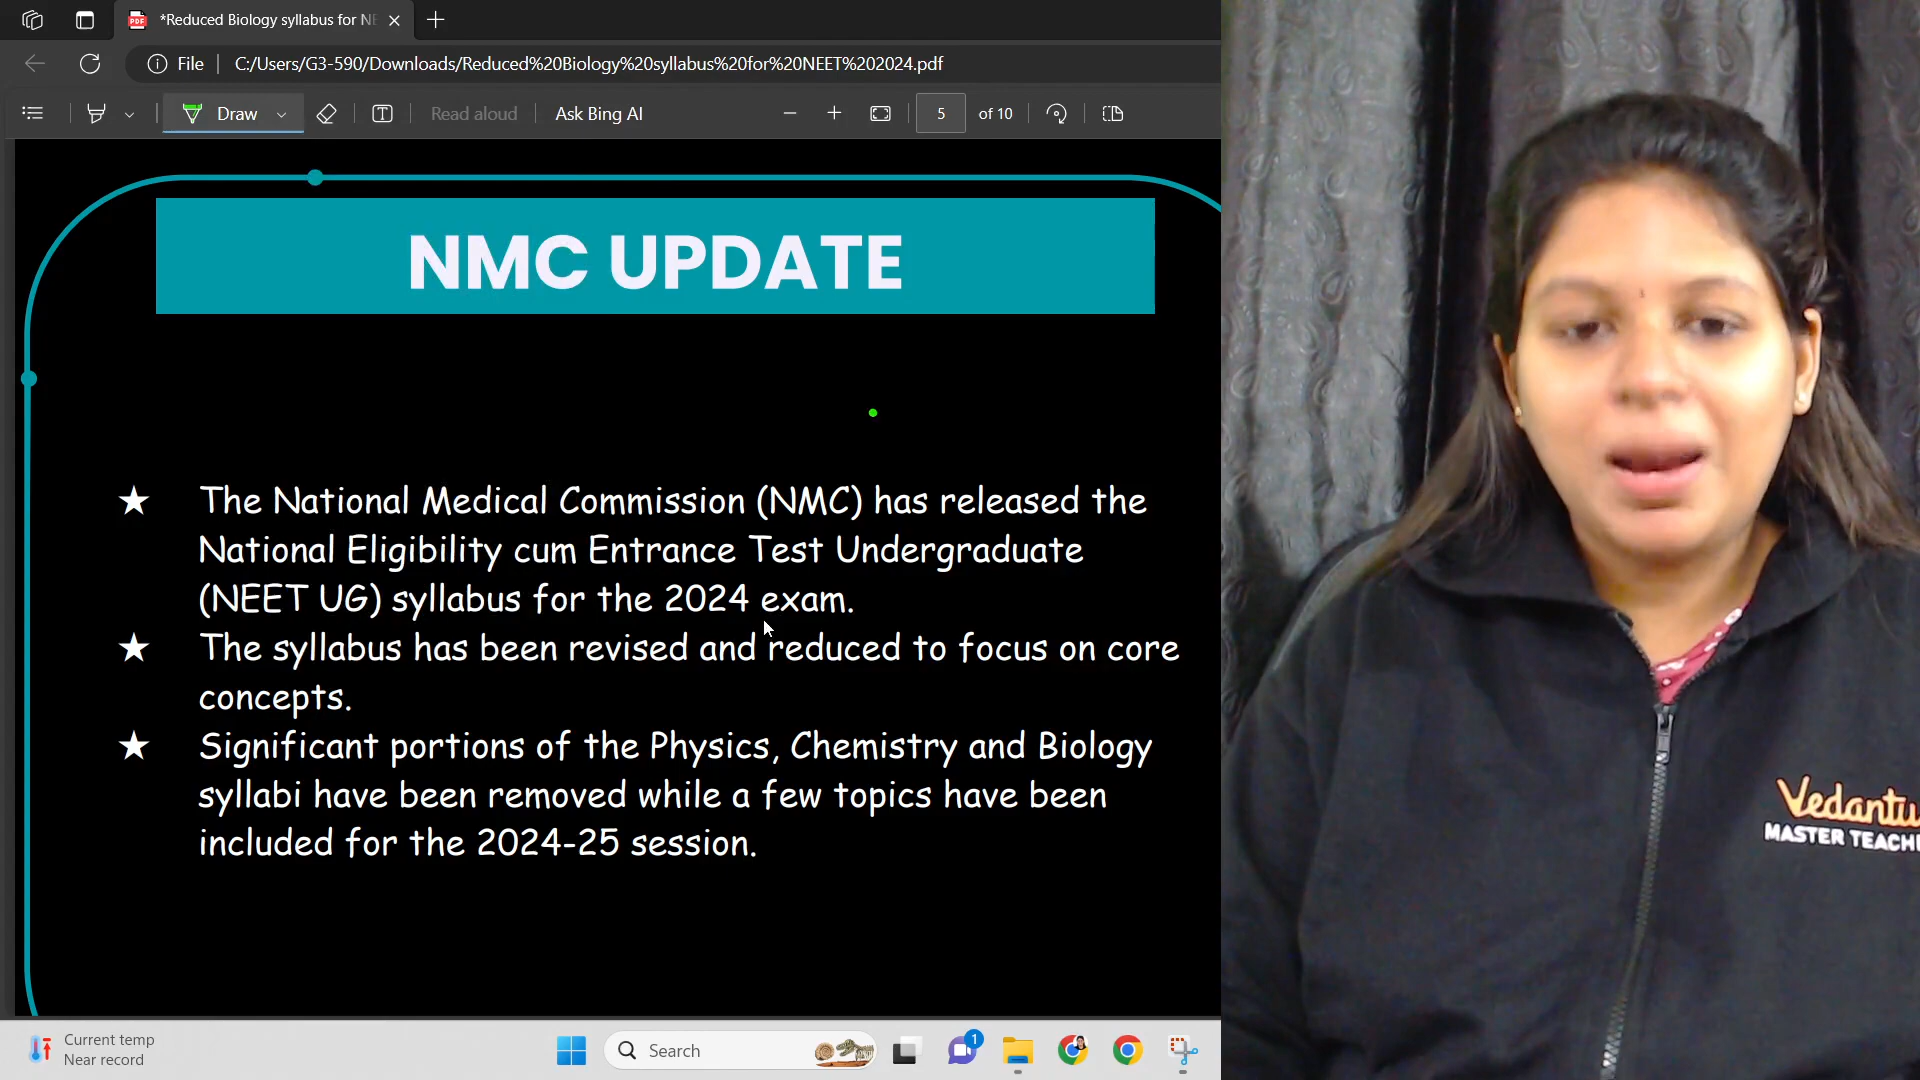 *Reduced Biology syllabus for NE
File
C:/Users/G3-590/Downloads/Reduced%20Biology%20syllabus%20for%20NEET%202024.pdf
Draw
Read aloud
Ask Bing AI
5
of 10
NMC UPDATE
★ The National Medical Commission (NMC) has released the
National Eligibility cum Entrance Test Undergraduate
(NEET UG) syllabus for the 2024 exam.
★ The syllabus has been revised and reduced to focus on core
concepts.
★ Significant portions of the Physics, Chemistry and Biology
syllabi have been removed while a few topics have been
included for the 2024-25 session.
Vedantu
MASTER TEACHE
Current temp
Near record
Search
1
PDF